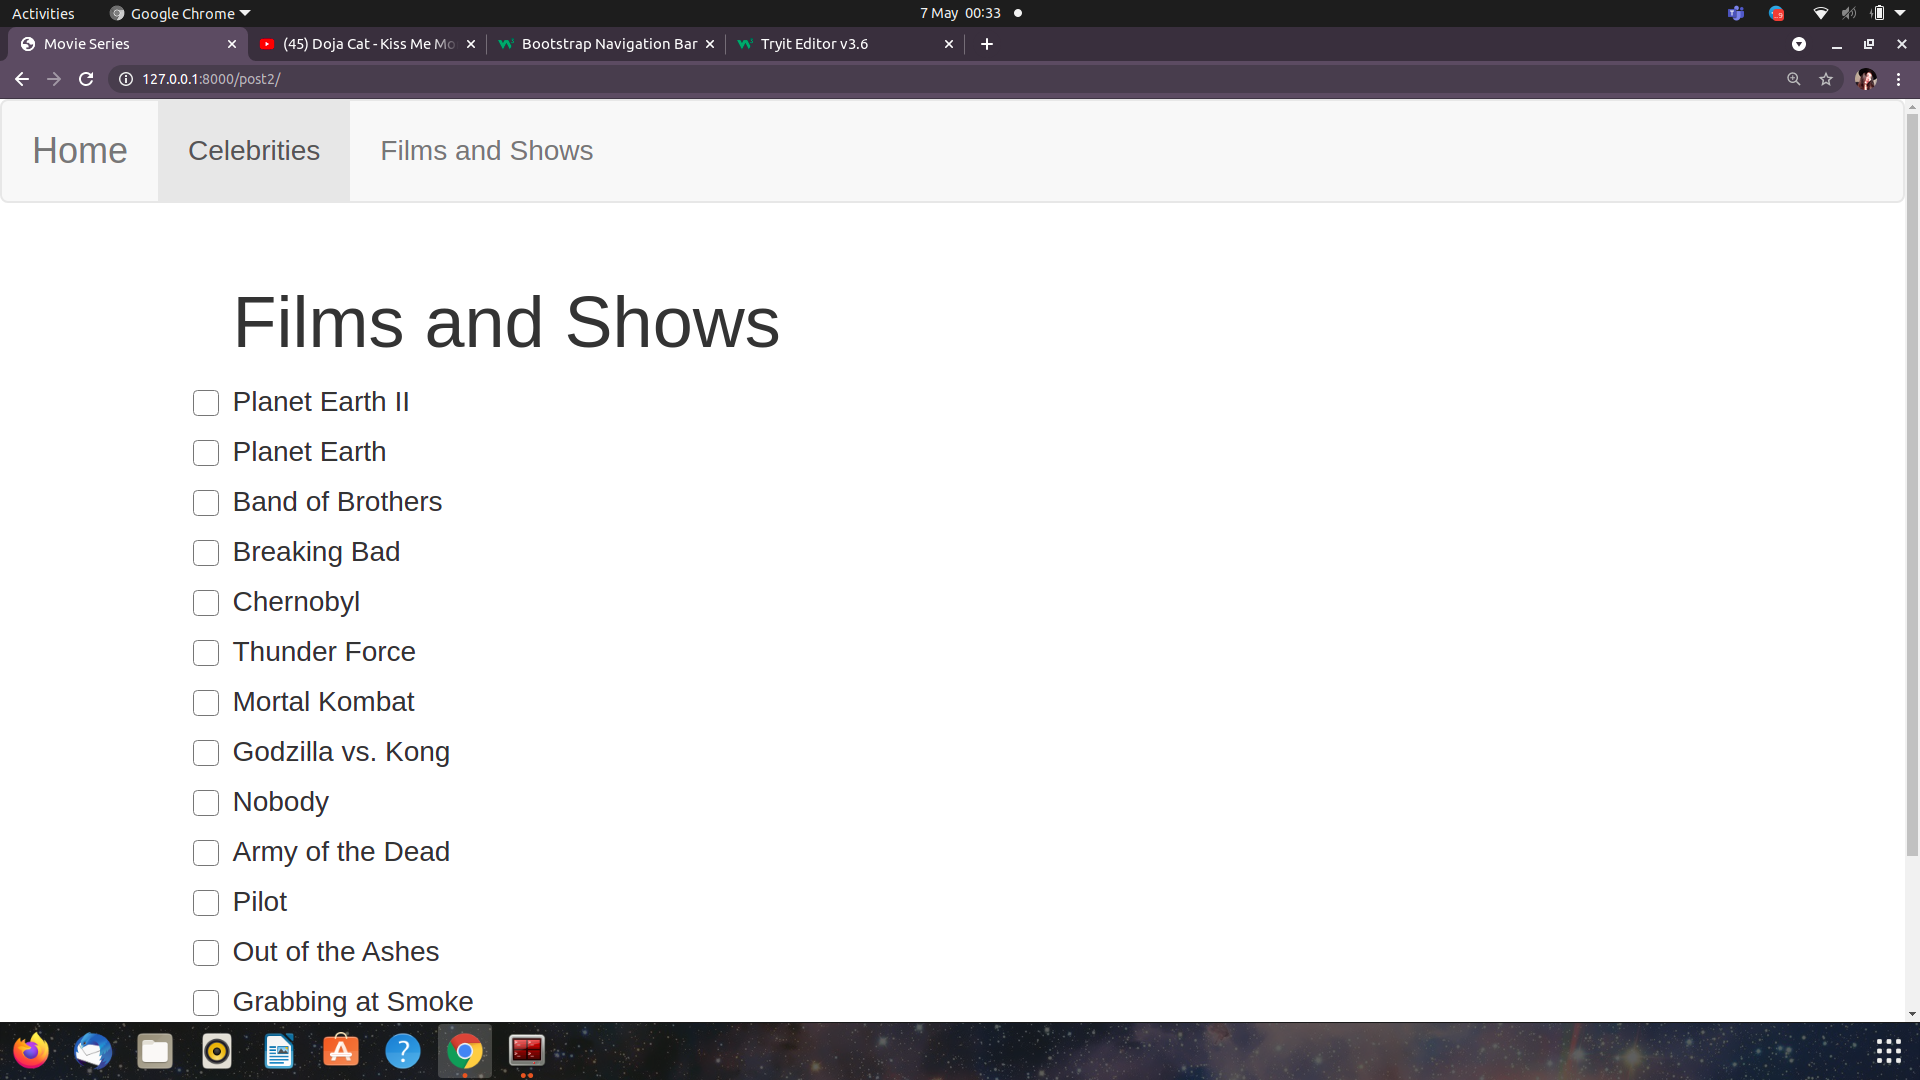 Activities
Google Chrome
7 May 00:33
Movie Series
(45) Doja Cat - Kiss Me Mo
Bootstrap Navigation Bar
Tryit Editor v3.6
127.0.0.1:8000/post2/
Home
Celebrities
Films and Shows
Films and Shows
Planet Earth II
Planet Earth
Band of Brothers
Breaking Bad
Chernobyl
Thunder Force
Mortal Kombat
Godzilla vs. Kong
Nobody
Army of the Dead
Pilot
Out of the Ashes
Grabbing at Smoke